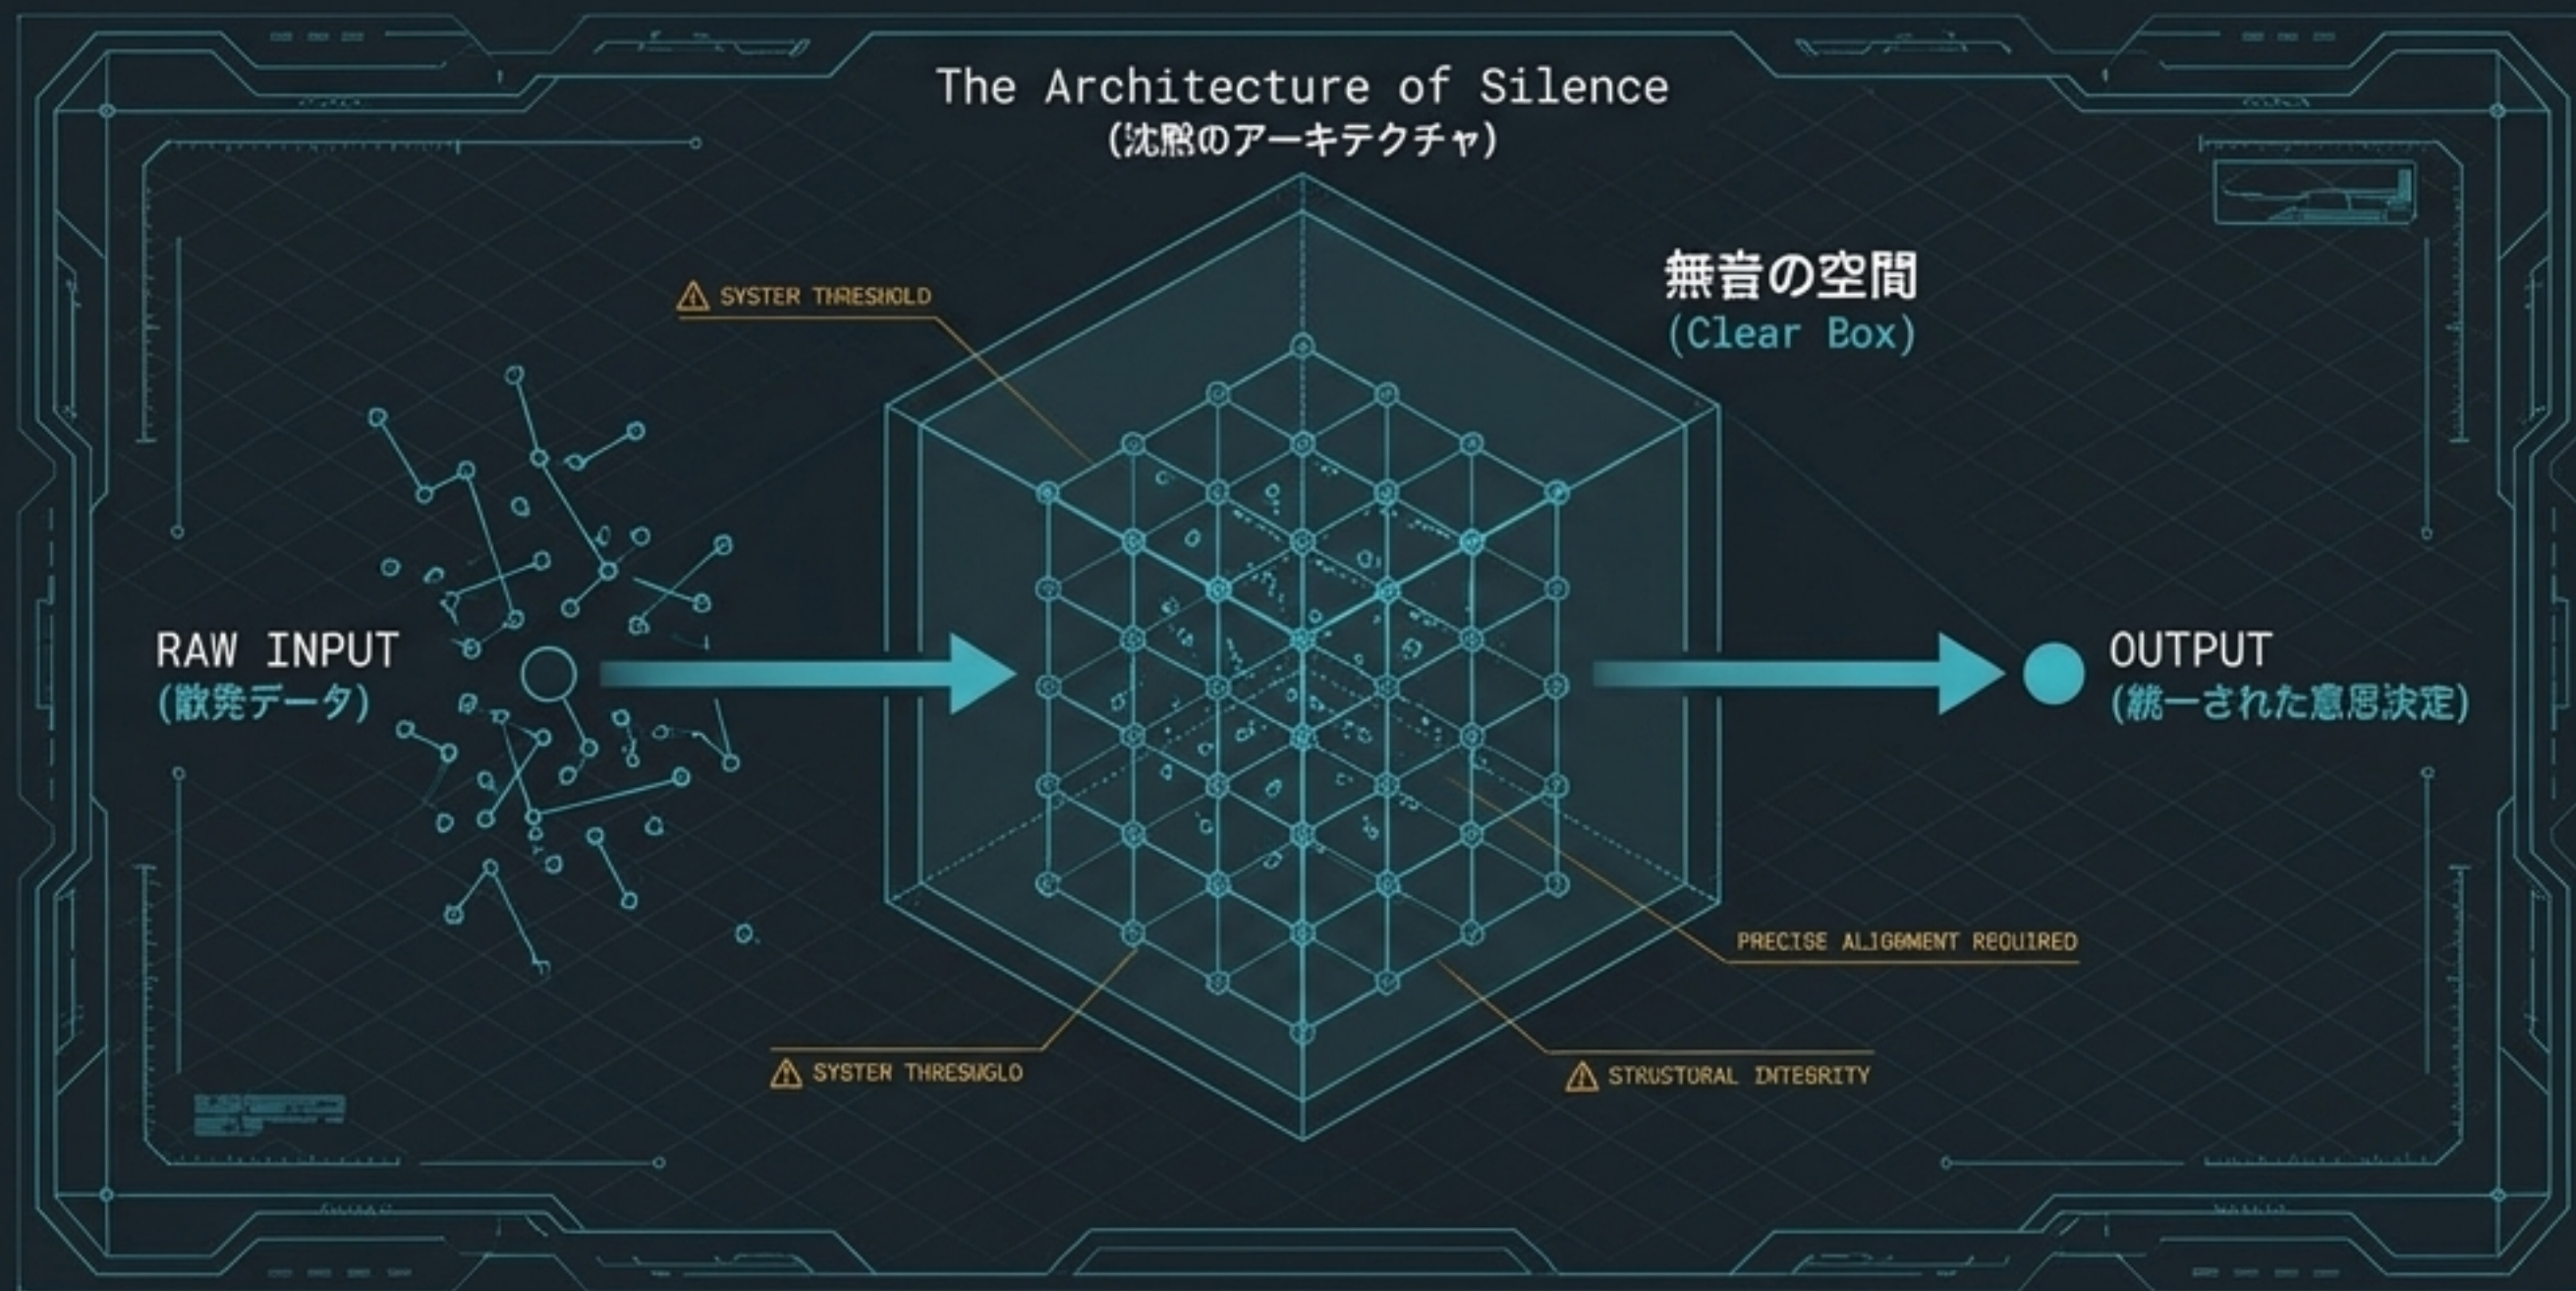 The Architecture of Silence
(沈黙のアーキテクチャ)
⚠ SYSTER THRESHOLD
無音の空間
(Clear Box)
RAW INPUT
(散発データ)
OUTPUT
(統一された意思決定)
PRECISE ALIGNMENT REQUIRED
⚠ SYSTEM THRESUGLO
⚠ STRUSTORAL INTEGRITY